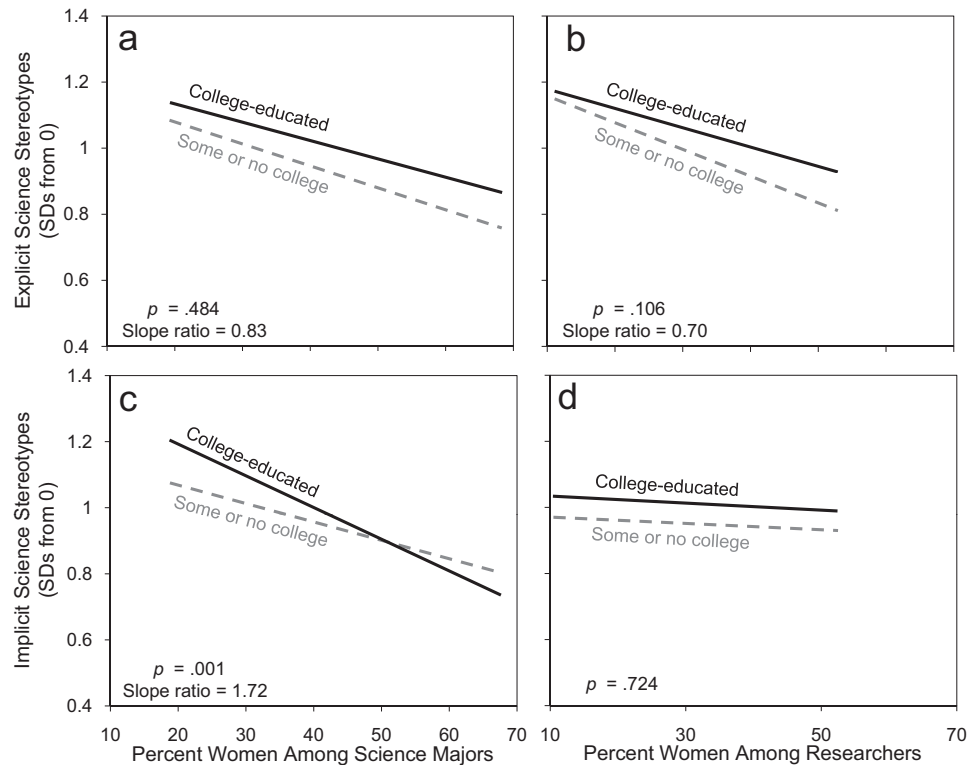 Explicit Science Stereotypes
(SDs from 0)
1.4
1.2
1
0.8
0.6
0.4
a
College-educated
Some or no college
p = .484
Slope ratio = 0.83
b
College-educated
Some or no college
p = .106
Slope ratio = 0.70
Implicit Science Stereotypes
(SDs from 0)
1.4
1.2
1
0.8
0.6
0.4
c
College-educated
Some or no college
p = .001
Slope ratio = 1.72
10 20 30 40 50 60 70
Percent Women Among Science Majors
d
College-educated
Some or no college
p = .724
10 30 50 70
Percent Women Among Researchers